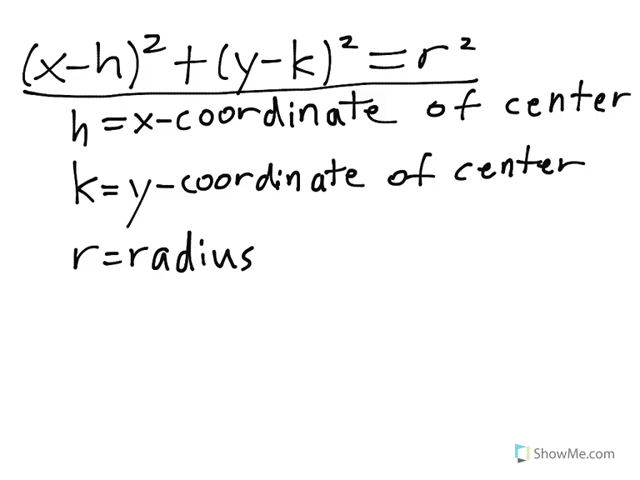 (x-h)² + (y-k)² = r²
h = x-coordinate of center
k = y-coordinate of center
r = radius
ShowMe.com